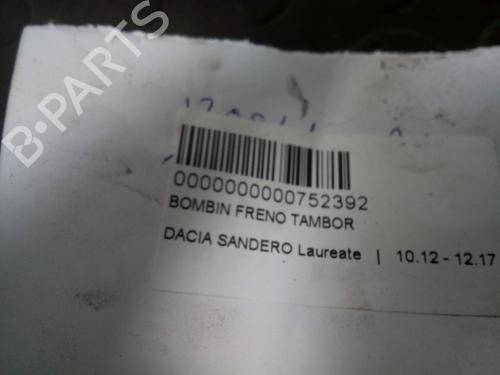 B-PARTS
0000000000752392
BOMBIN FRENO TAMBOR
DACIA SANDERO Laureate | 10.12 - 12.17